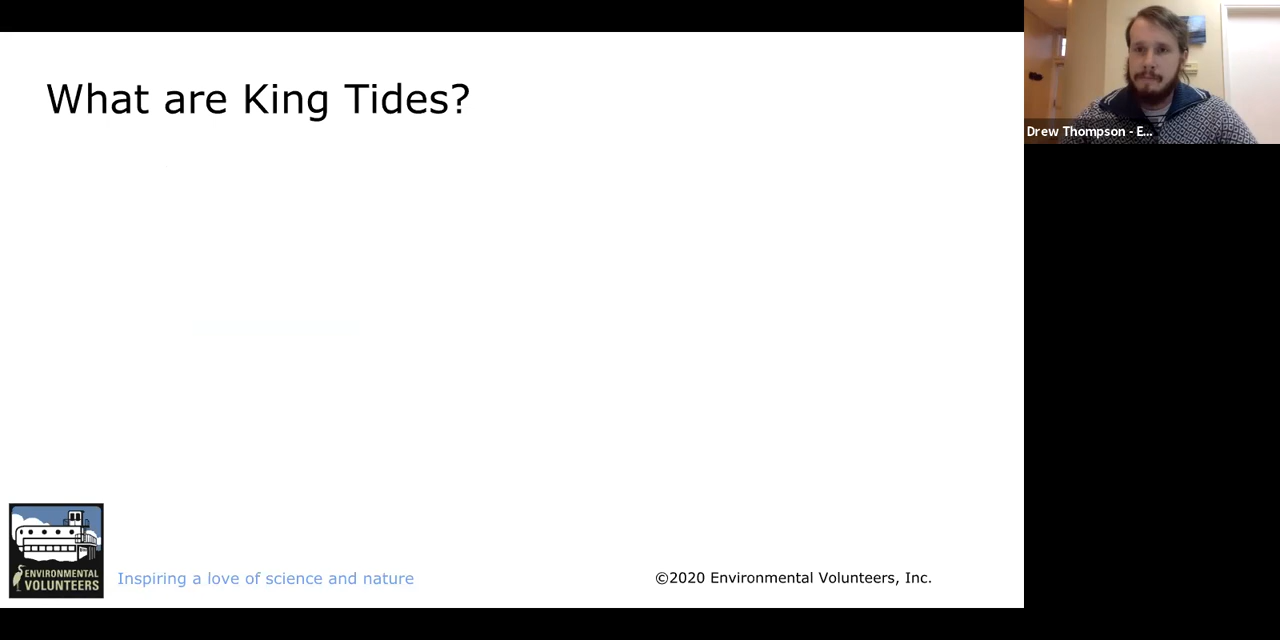 What are King Tides?
Drew Thompson - E...
ENVIRONMENTAL
VOLUNTEERS
Inspiring a love of science and nature
©2020 Environmental Volunteers, Inc.